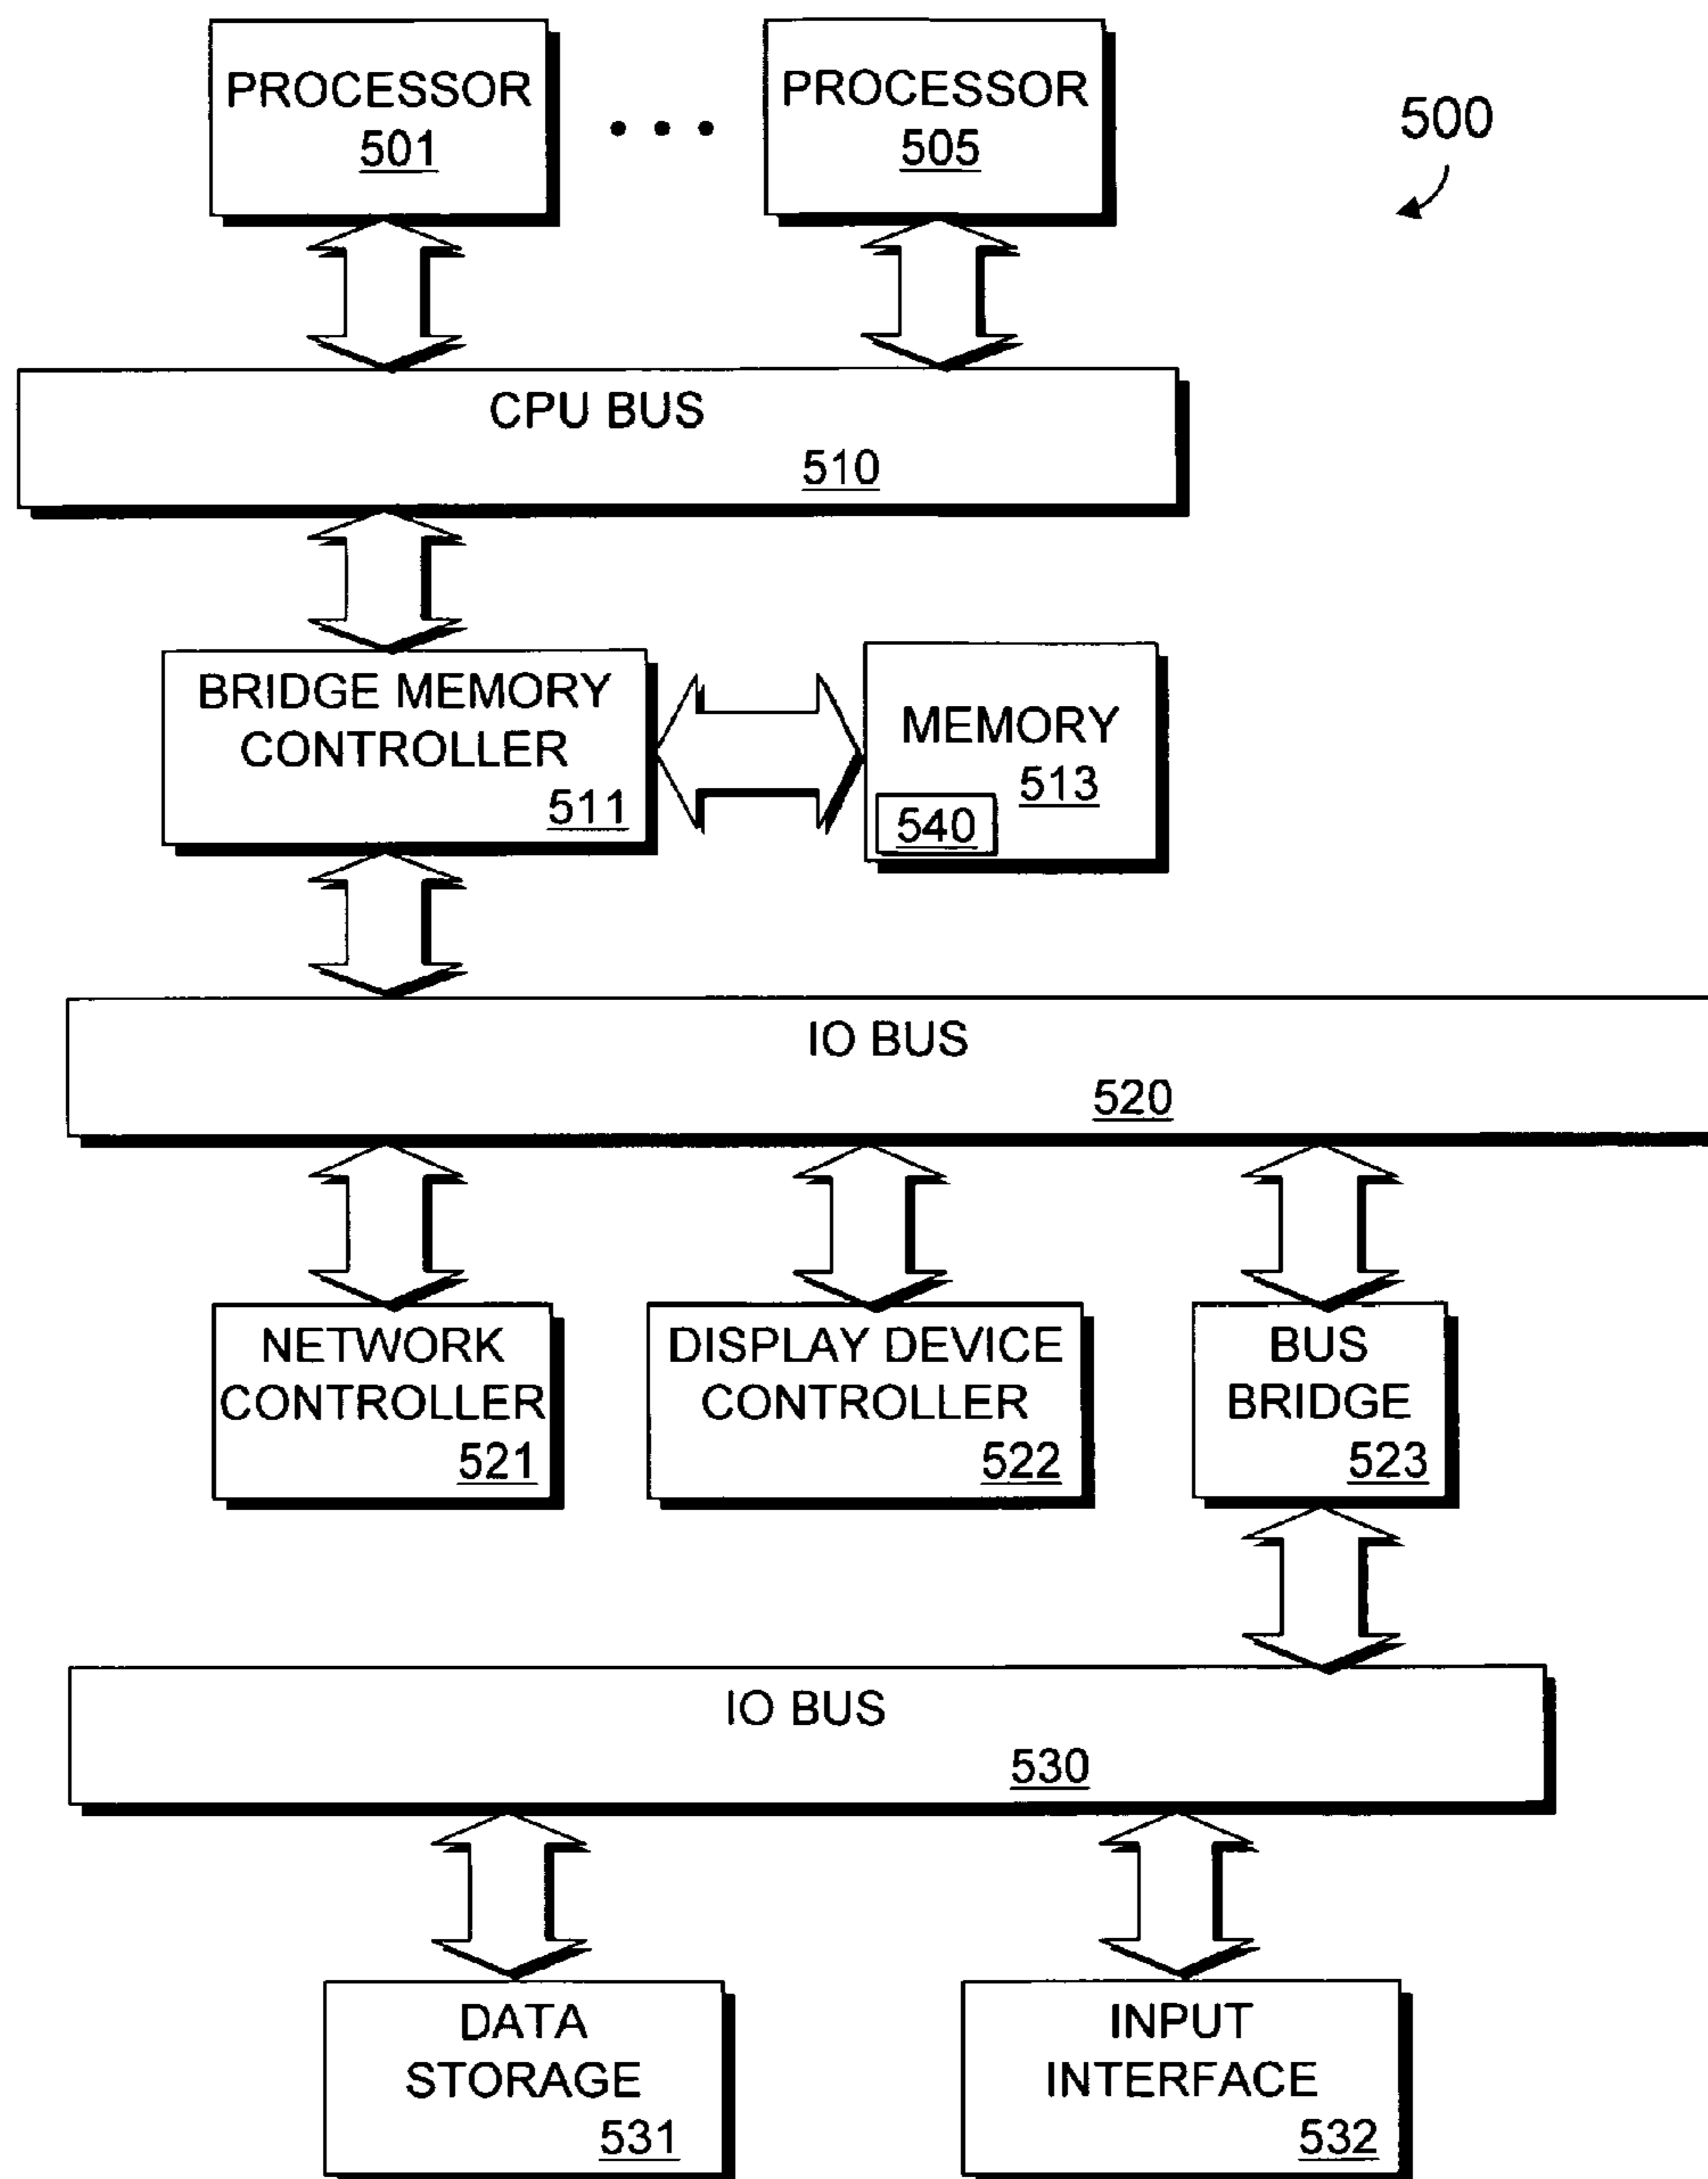 PROCESSOR
501
PROCESSOR
505
500
CPU BUS
510
BRIDGE MEMORY
CONTROLLER
511
MEMORY
513
540
IO BUS
520
NETWORK
CONTROLLER
521
DISPLAY DEVICE
CONTROLLER
522
BUS
BRIDGE
523
IO BUS
530
DATA
STORAGE
531
INPUT
INTERFACE
532